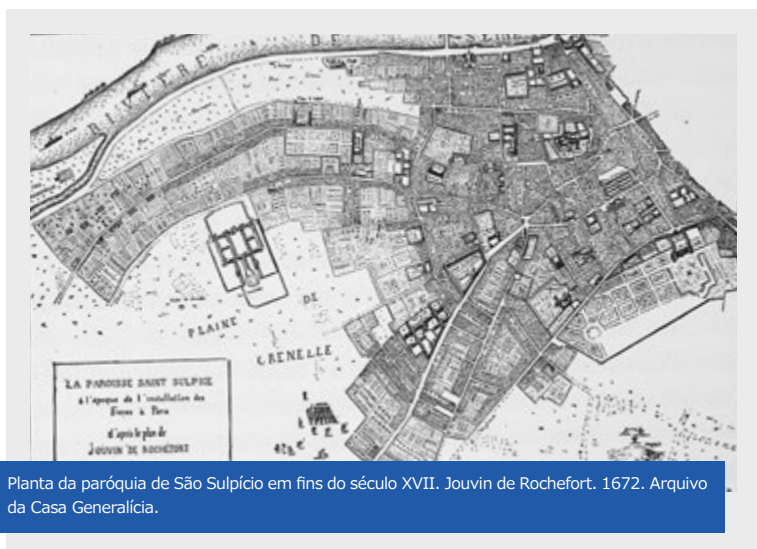 RIVIERE DE SEINE
PLAINE DE
GRENELLE
LA PAROISSE SAINT SULPICE
à l'époque de l'installation des
Frères à Paris
d'après le plan de
JOUVIN DE ROCHEFORT
Planta da paróquia de São Sulpício em fins do século XVII. Jouvin de Rochefort. 1672. Arquivo
da Casa Generalícia.